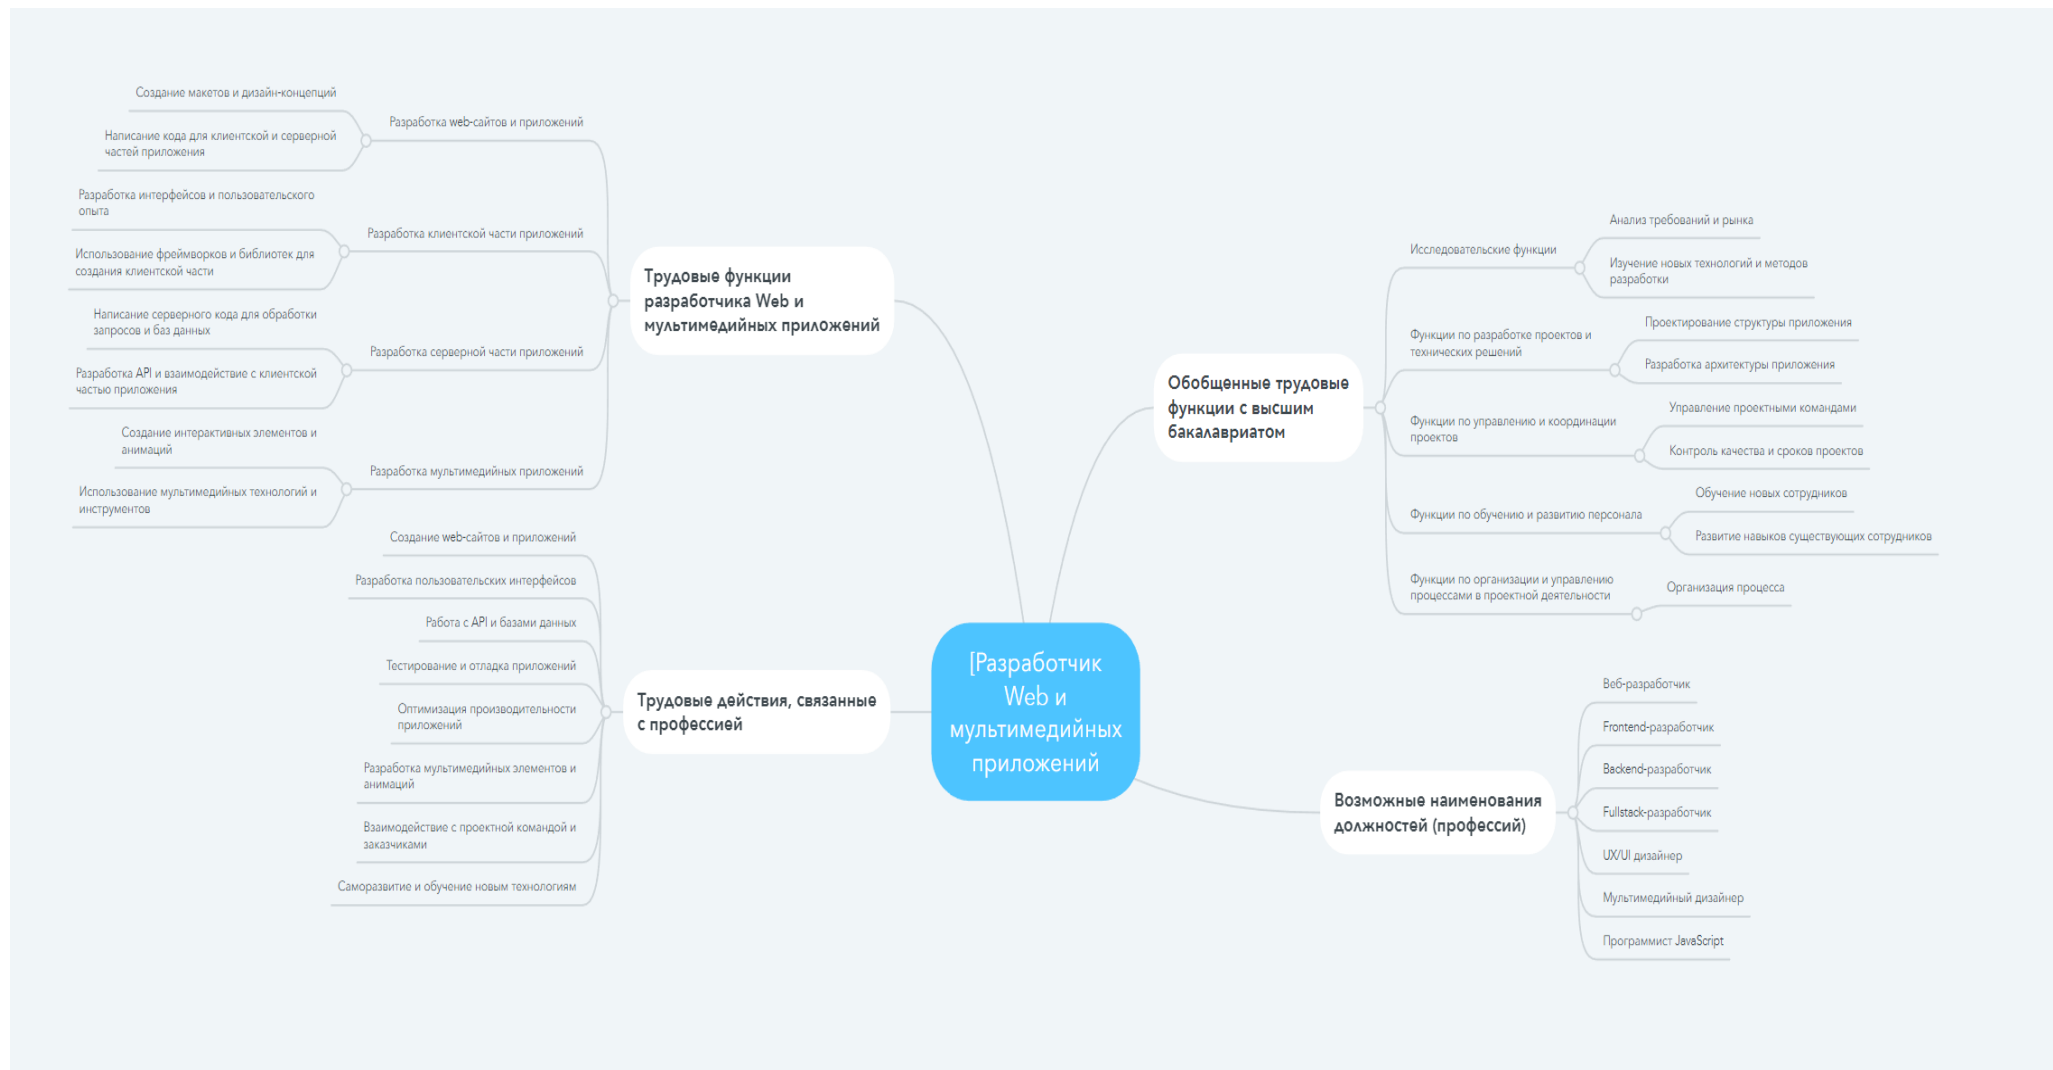 Создание макетов и дизайн-концепций
Написание кода для клиентской и серверной
частей приложения
Разработка web-сайтов и приложений
Разработка интерфейсов и пользовательского
опыта
Использование фреймворков и библиотек для
создания клиентской части
Разработка клиентской части приложений
Написание серверного кода для обработки
запросов и баз данных
Разработка API и взаимодействие с клиентской
частью приложения
Разработка серверной части приложений
Создание интерактивных элементов и
анимаций
Использование мультимедийных технологий и
инструментов
Разработка мультимедийных приложений
Трудовые функции
разработчика Web и
мультимедийных приложений
Создание web-сайтов и приложений
Разработка пользовательских интерфейсов
Работа с API и базами данных
Тестирование и отладка приложений
Оптимизация производительности
приложений
Разработка мультимедийных элементов и
анимаций
Взаимодействие с проектной командой и
заказчиками
Саморазвитие и обучение новым технологиям
Трудовые действия, связанные
с профессией
[Разработчик
Web и
мультимедийных
приложений
Обобщенные трудовые
функции с высшим
бакалавриатом
Исследовательские функции
Анализ требований и рынка
Изучение новых технологий и методов
разработки
Функции по разработке проектов и
технических решений
Проектирование структуры приложения
Разработка архитектуры приложения
Функции по управлению и координации
проектов
Управление проектными командами
Контроль качества и сроков проектов
Функции по обучению и развитию персонала
Обучение новых сотрудников
Развитие навыков существующих сотрудников
Функции по организации и управлению
процессами в проектной деятельности
Организация процесса
Возможные наименования
должностей (профессий)
Веб-разработчик
Frontend-разработчик
Backend-разработчик
Fullstack-разработчик
UX/UI дизайнер
Мультимедийный дизайнер
Программист JavaScript